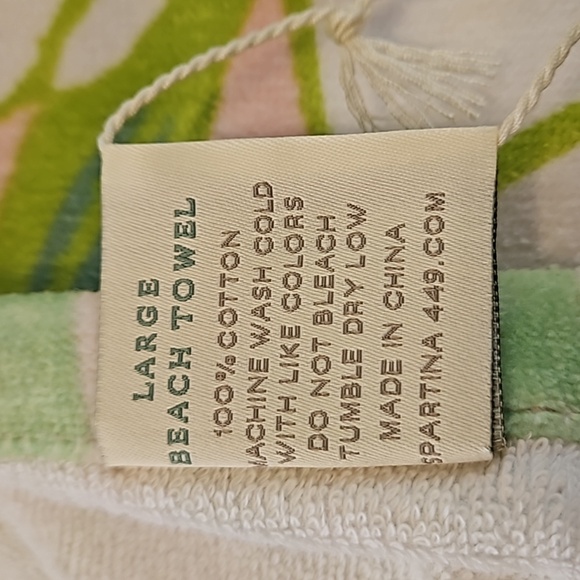 LARGE
BEACH TOWEL
100% COTTON
MACHINE WASH COLD
WITH LIKE COLORS
DO NOT BLEACH
TUMBLE DRY LOW
MADE IN CHINA
SPARTINA 449.COM